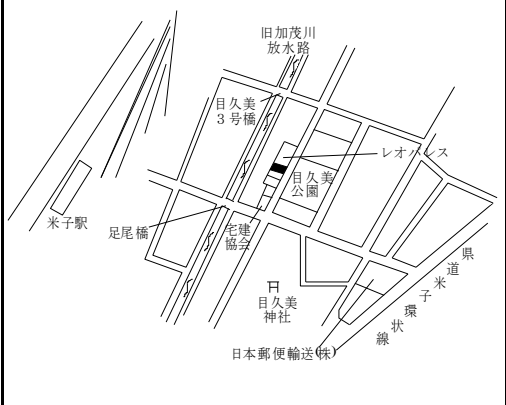 旧加茂川
放水路
目久美
３号橋
レオパレス
目久美
公園
米子駅
足尾橋
宅建
協会
目久美
神社
県道米子環状線
日本郵便輸送㈱